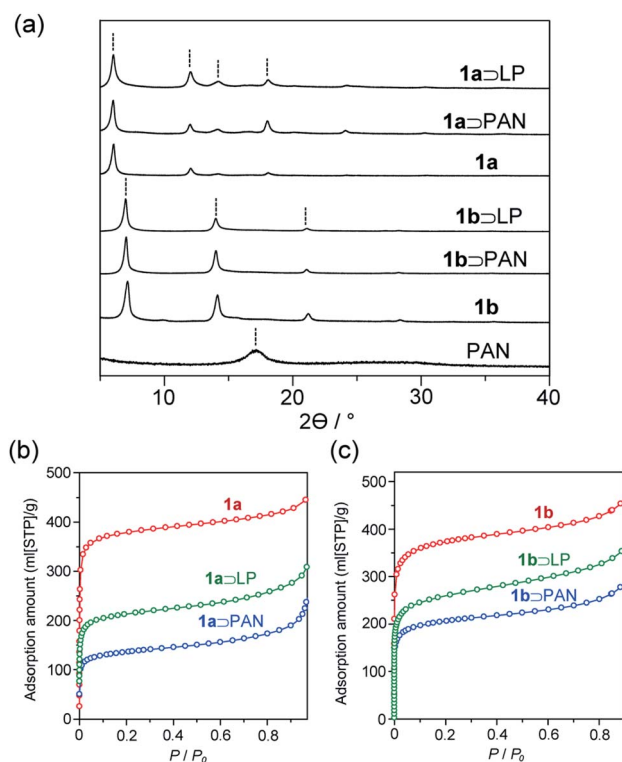 (a)
1a⊃LP
1a⊃PAN
1a
1b⊃LP
1b⊃PAN
1b
PAN
10 20 30 40
2Θ / °
(b)
500
400
300
200
100
0
Adsorption amount (ml[STP]/g)
1a
1a⊃LP
1a⊃PAN
0 0.2 0.4 0.6 0.8
P / P0
(c)
500
400
300
200
100
0
Adsorption amount (ml[STP]/g)
1b
1b⊃LP
1b⊃PAN
0 0.2 0.4 0.6 0.8
P / P0